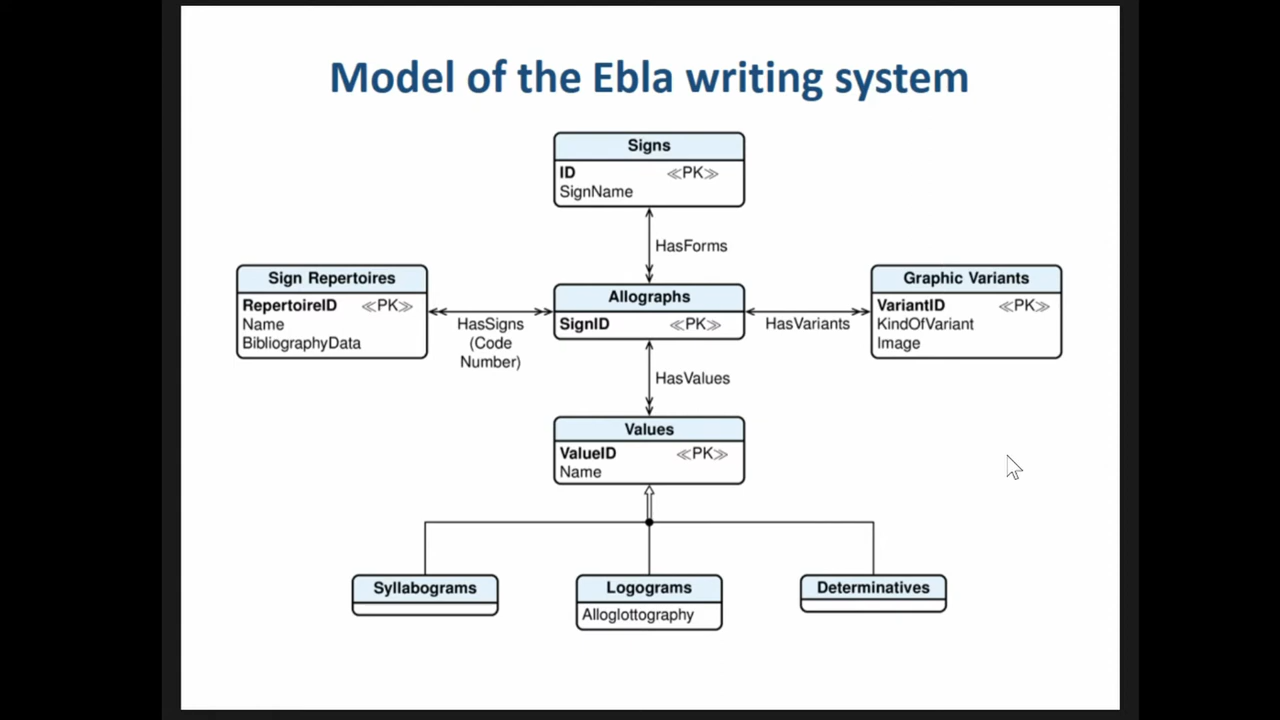 Model of the Ebla writing system
Signs
ID ≪PK≫
SignName
HasForms
Sign Repertoires
RepertoireID ≪PK≫
Name
BibliographyData
HasSigns
(Code
Number)
Allographs
SignID ≪PK≫
HasVariants
Graphic Variants
VariantID ≪PK≫
KindOfVariant
Image
HasValues
Values
ValueID ≪PK≫
Name
Syllabograms
Logograms
Alloglottography
Determinatives